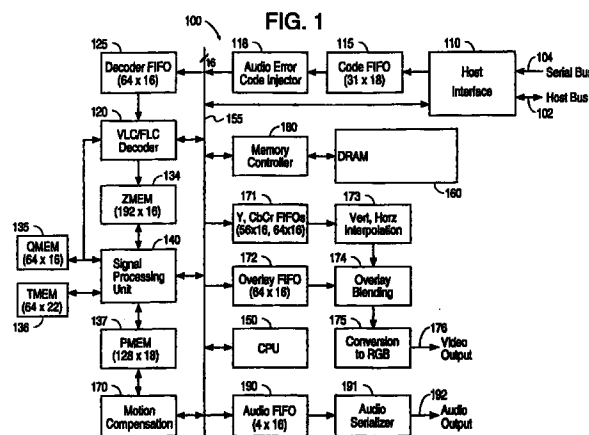 FIG. 1
100
125
Decoder FIFO
(64 x 16)
16
118
Audio Error
Code Injector
115
Code FIFO
(31 x 18)
110
Host
Interface
104
Serial Bus
Host Bus
102
155
120
VLC/FLC
Decoder
180
Memory
Controller
DRAM
160
134
ZMEM
(192 x 16)
171
Y, CbCr FIFOs
(56x16, 64x16)
173
Vert, Horz
Interpolation
135
QMEM
(64 x 16)
140
Signal
Processing
Unit
172
Overlay FIFO
(64 x 16)
174
Overlay
Blending
TMEM
(64 x 22)
136
137
PMEM
(128 x 18)
150
CPU
175
Conversion
to RGB
176
Video
Output
170
Motion
Compensation
190
Audio FIFO
(4 x 16)
191
Audio
Serializer
192
Audio
Output